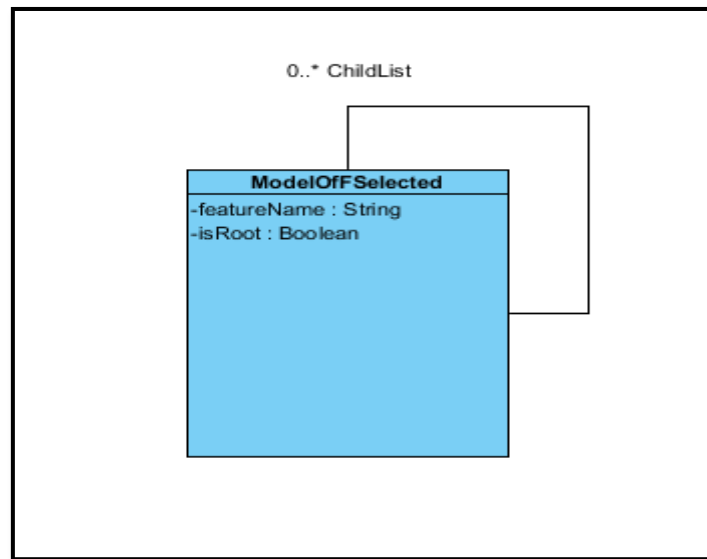 0..* ChildList
ModelOfFSelected
-featureName : String
-isRoot : Boolean